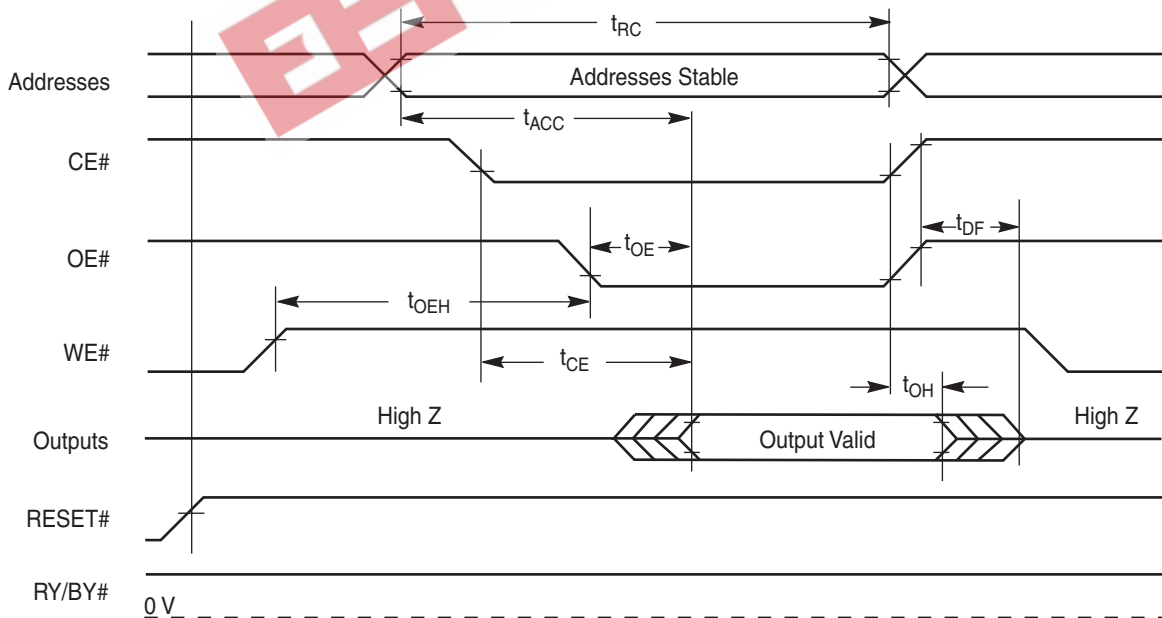 tRC
Addresses
Addresses Stable
tACC
CE#
tDF
OE#
tOE
tOEH
WE#
tCE
tOH
High Z
High Z
Outputs
Output Valid
RESET#
RY/BY#
0 V